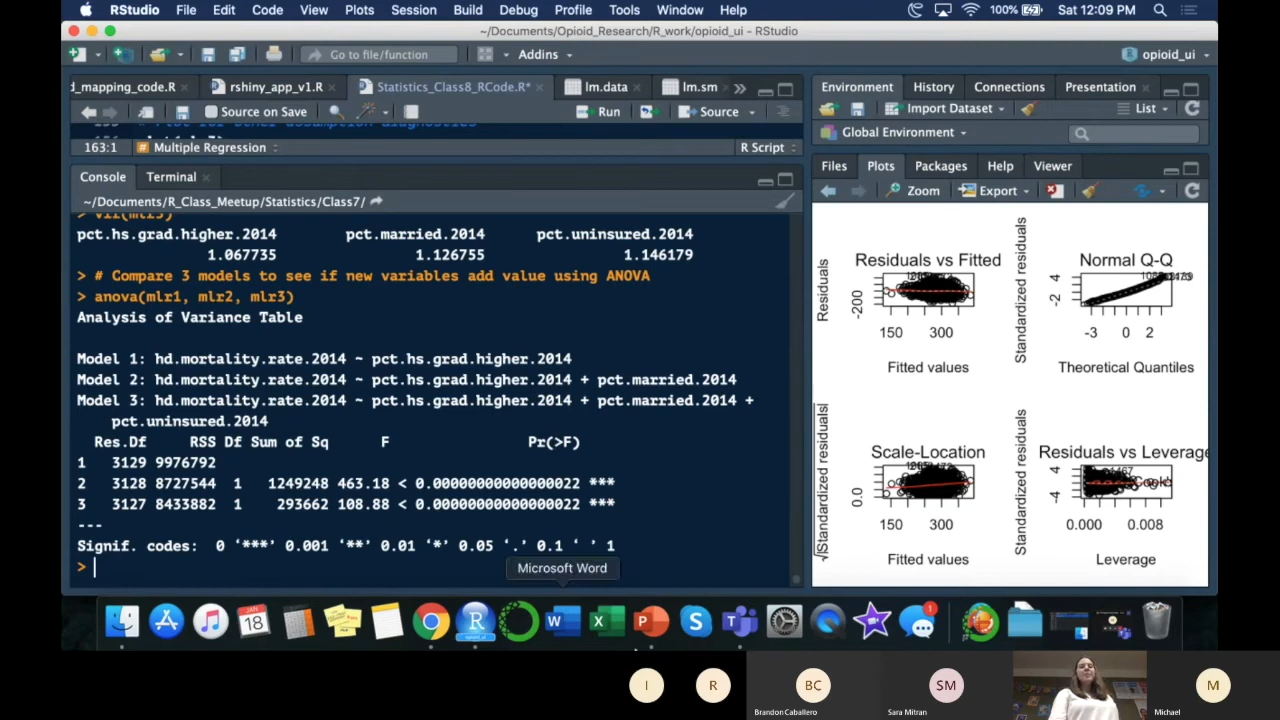 RStudio File Edit Code View Plots Session Build Debug Profile Tools Window Help 100% Sat 12:09 PM
~/Documents/Opioid_Research/R_work/opioid_ui - RStudio
Go to file/function Addins opioid_ui
d_mapping_code.R rshiny_app_v1.R Statistics_Class8_RCode.R* lm.data lm.sm
Source on Save Run Source
163:1 # Multiple Regression R Script
Console Terminal
~/Documents/R_Class_Meetup/Statistics/Class7/
> vif(mlr3)
pct.hs.grad.higher.2014 pct.married.2014 pct.uninsured.2014
1.067735 1.126755 1.146179
> # Compare 3 models to see if new variables add value using ANOVA
> anova(mlr1, mlr2, mlr3)
Analysis of Variance Table
Model 1: hd.mortality.rate.2014 ~ pct.hs.grad.higher.2014
Model 2: hd.mortality.rate.2014 ~ pct.hs.grad.higher.2014 + pct.married.2014
Model 3: hd.mortality.rate.2014 ~ pct.hs.grad.higher.2014 + pct.married.2014 +
pct.uninsured.2014
Res.Df RSS Df Sum of Sq F Pr(>F)
1 3129 9976792
2 3128 8727544 1 1249248 463.18 < 0.00000000000000022 ***
3 3127 8433882 1 293662 108.88 < 0.00000000000000022 ***
---
Signif. codes: 0 ‘***’ 0.001 ‘**’ 0.01 ‘*’ 0.05 ‘.’ 0.1 ‘ ’ 1
>
Microsoft Word
Environment History Connections Presentation
Import Dataset List
Global Environment
Files Plots Packages Help Viewer
Zoom Export
Residuals vs Fitted
Residuals
-200
150 300
Fitted values
Normal Q-Q
Standardized residuals
4
-2
-3 0 2
Theoretical Quantiles
Scale-Location
√|Standardized residuals|
0.0
150 300
Fitted values
Residuals vs Leverage
Standardized residuals
4
-4
1467
Cook's
0.000 0.008
Leverage
JAN
18
R
opioid_ui
W X P S T
1
I R BC SM M
Brandon Caballero Sara Mitran Michael